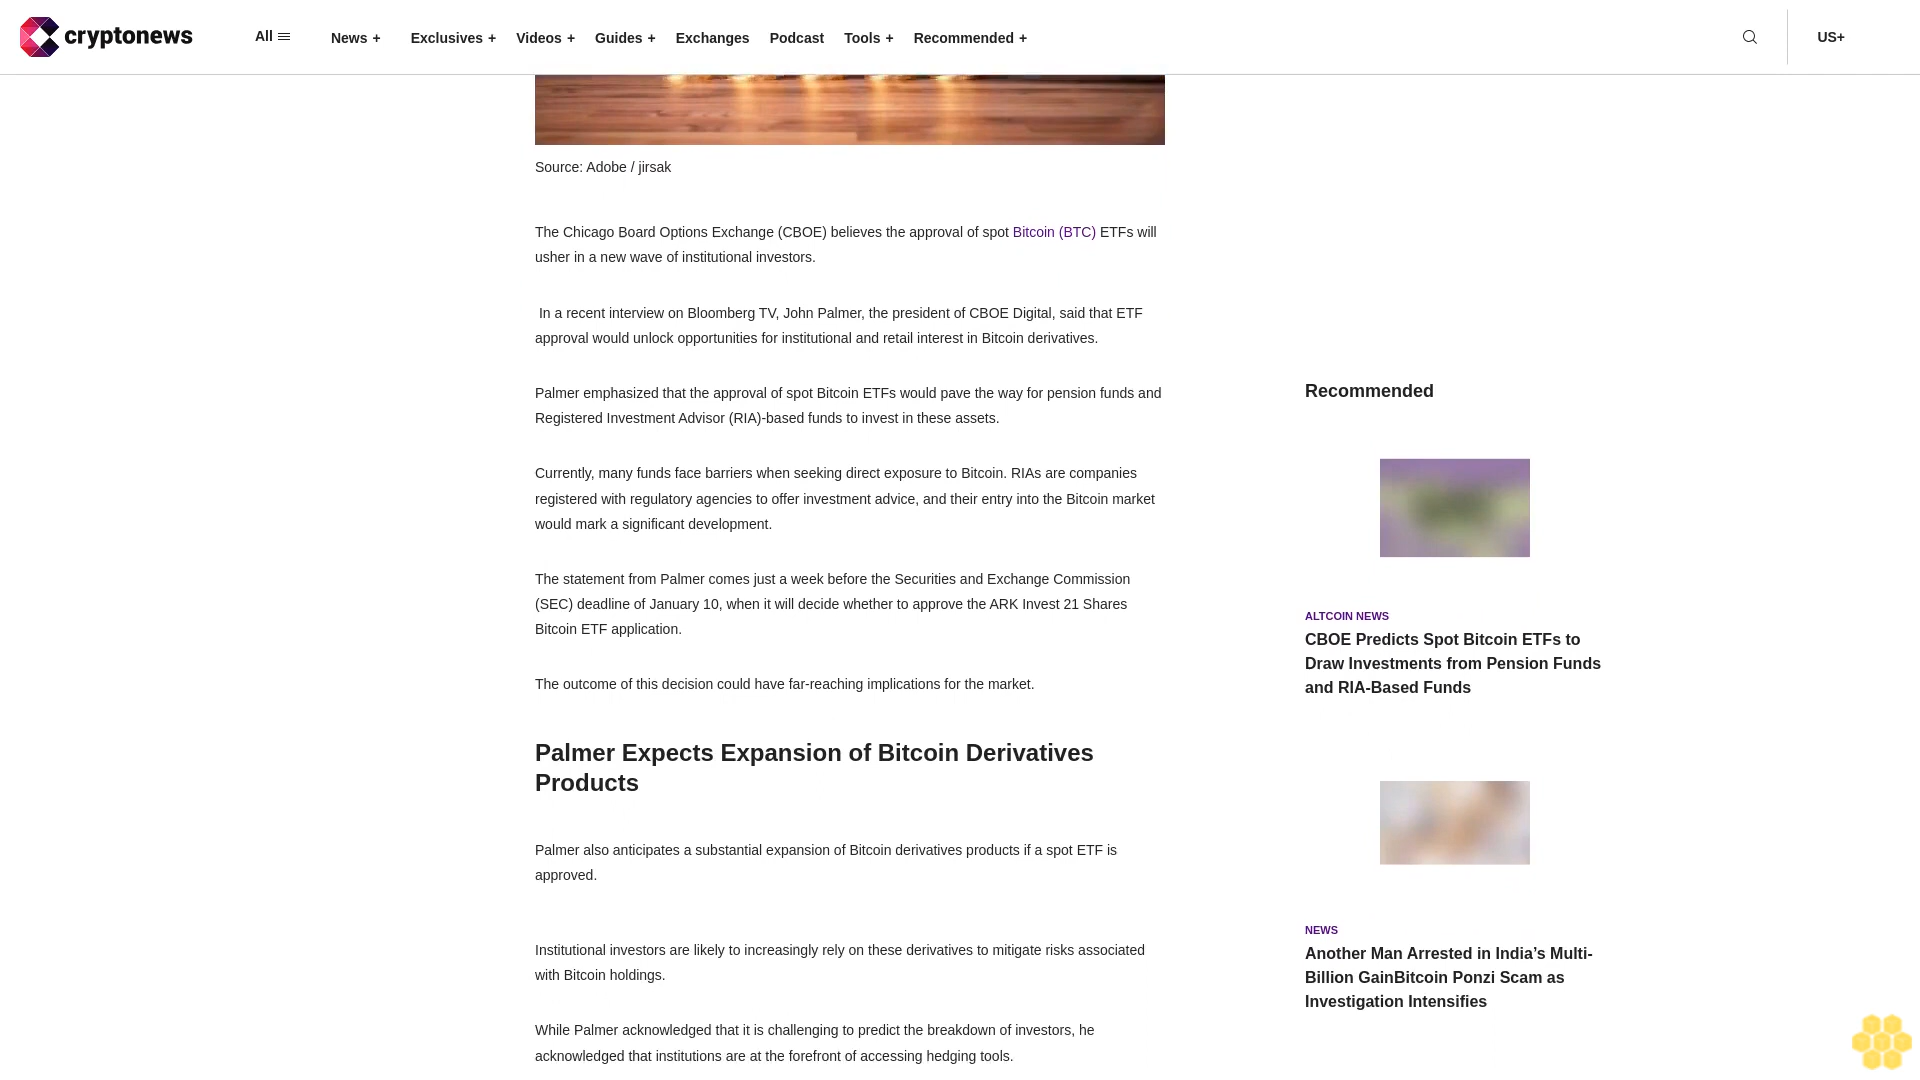 cryptonews
All
News +
Exclusives +
Videos +
Guides +
Exchanges
Podcast
Tools +
Recommended +
US+
Source: Adobe / jirsak
The Chicago Board Options Exchange (CBOE) believes the approval of spot Bitcoin (BTC) ETFs will
usher in a new wave of institutional investors.
In a recent interview on Bloomberg TV, John Palmer, the president of CBOE Digital, said that ETF
approval would unlock opportunities for institutional and retail interest in Bitcoin derivatives.
Palmer emphasized that the approval of spot Bitcoin ETFs would pave the way for pension funds and
Registered Investment Advisor (RIA)-based funds to invest in these assets.
Currently, many funds face barriers when seeking direct exposure to Bitcoin. RIAs are companies
registered with regulatory agencies to offer investment advice, and their entry into the Bitcoin market
would mark a significant development.
The statement from Palmer comes just a week before the Securities and Exchange Commission
(SEC) deadline of January 10, when it will decide whether to approve the ARK Invest 21 Shares
Bitcoin ETF application.
The outcome of this decision could have far-reaching implications for the market.
Palmer Expects Expansion of Bitcoin Derivatives
Products
Palmer also anticipates a substantial expansion of Bitcoin derivatives products if a spot ETF is
approved.
Institutional investors are likely to increasingly rely on these derivatives to mitigate risks associated
with Bitcoin holdings.
While Palmer acknowledged that it is challenging to predict the breakdown of investors, he
acknowledged that institutions are at the forefront of accessing hedging tools.
Recommended
ALTCOIN NEWS
CBOE Predicts Spot Bitcoin ETFs to
Draw Investments from Pension Funds
and RIA-Based Funds
NEWS
Another Man Arrested in India’s Multi-
Billion GainBitcoin Ponzi Scam as
Investigation Intensifies